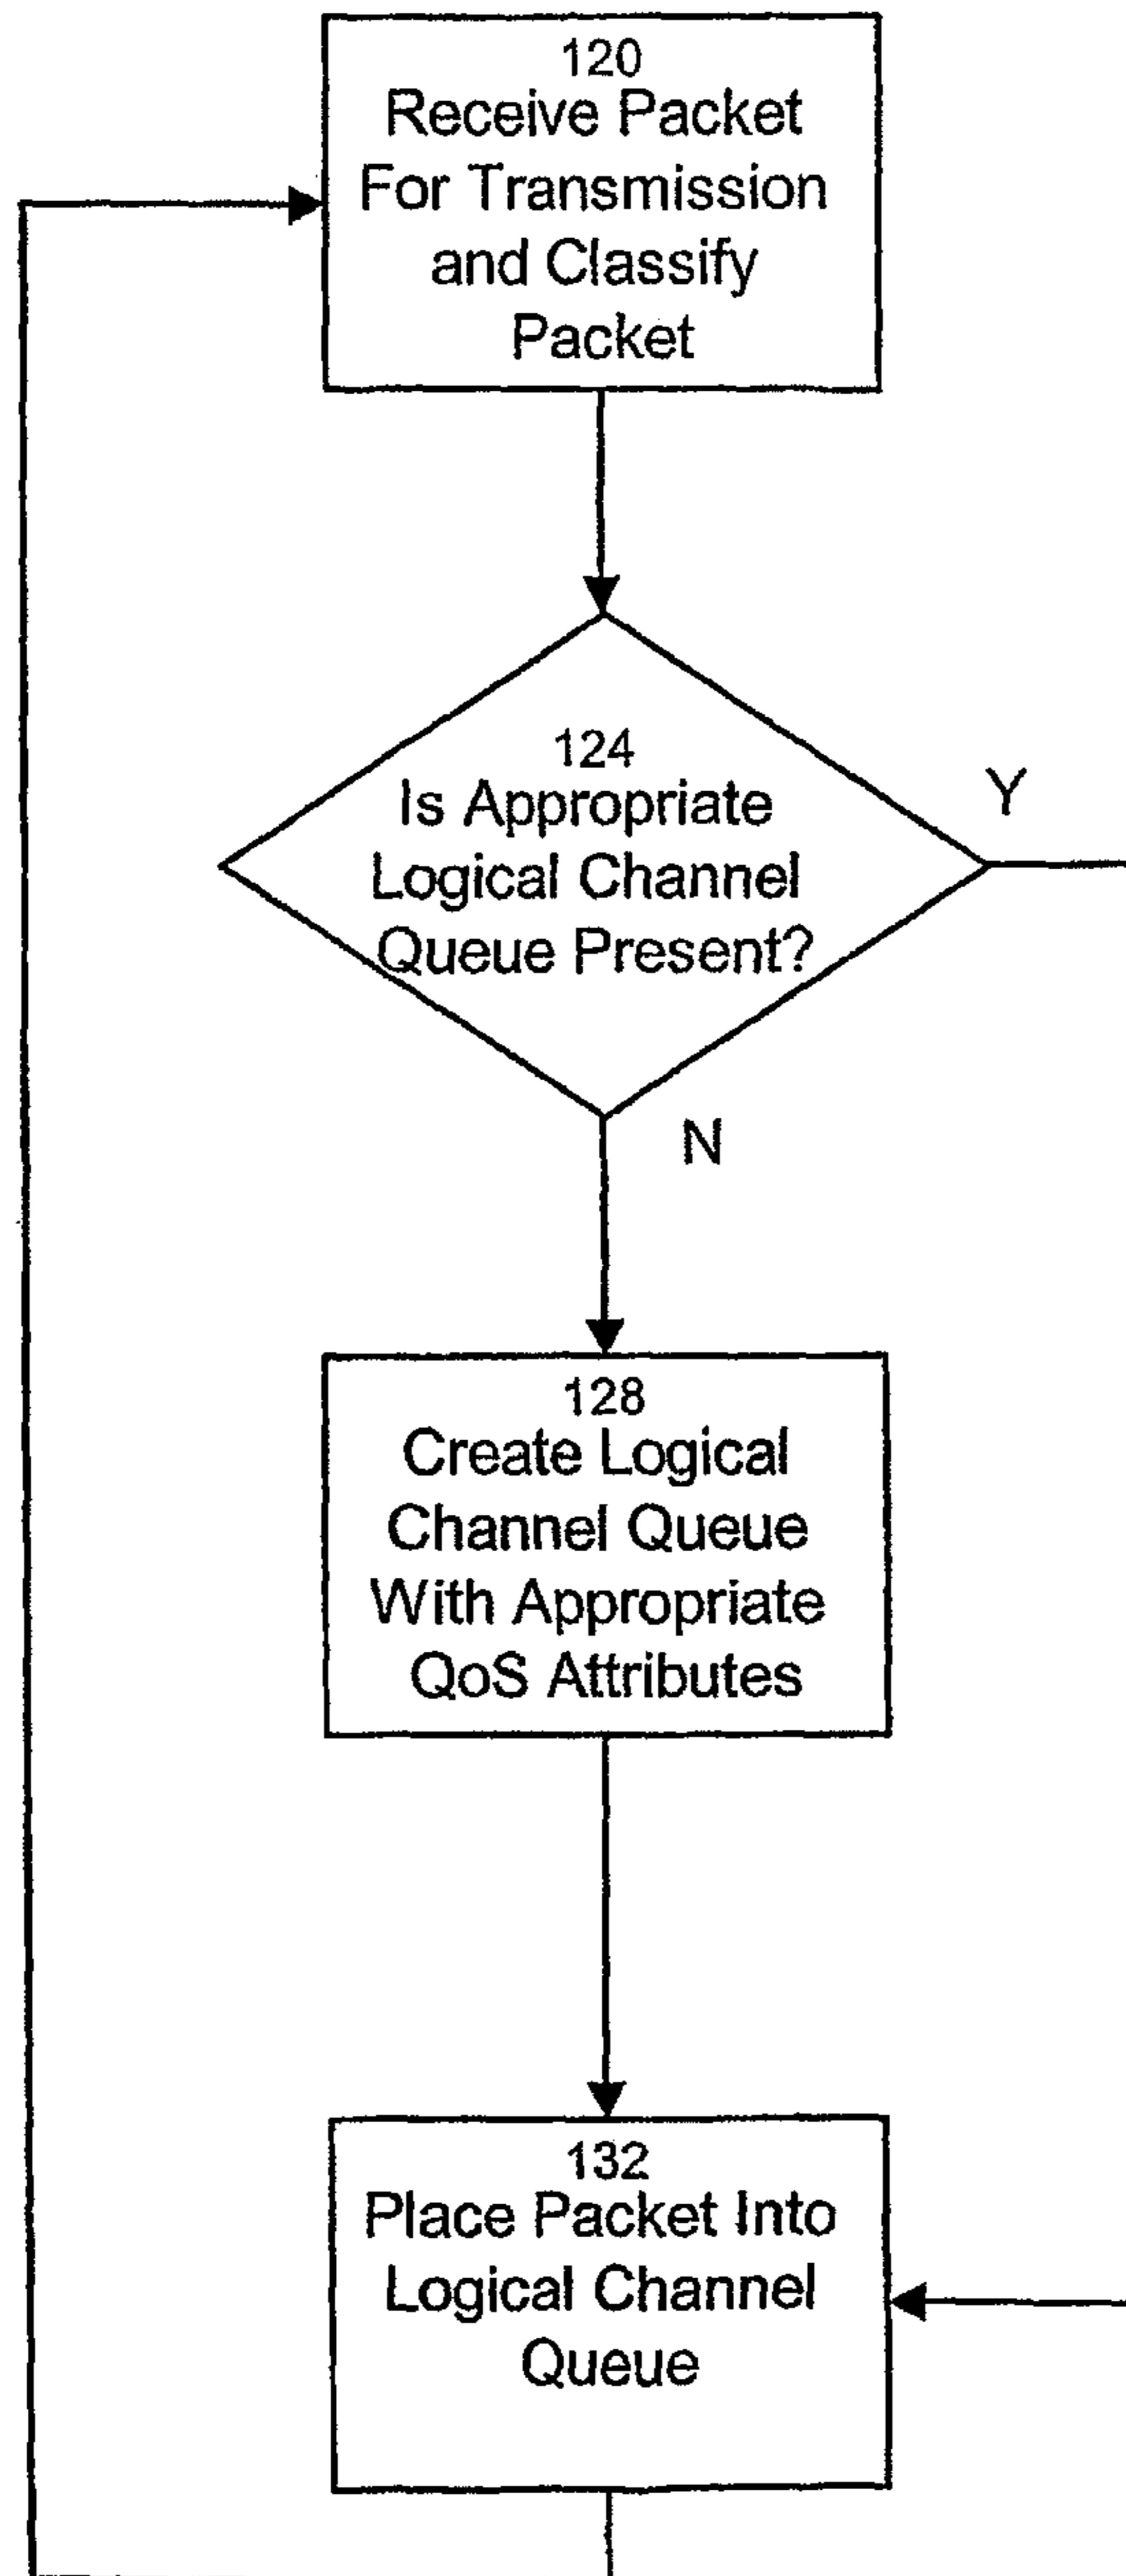 120
Receive Packet
For Transmission
and Classify
Packet
124
Is Appropriate
Logical Channel
Queue Present?
Y
N
128
Create Logical
Channel Queue
With Appropriate
QoS Attributes
132
Place Packet Into
Logical Channel
Queue